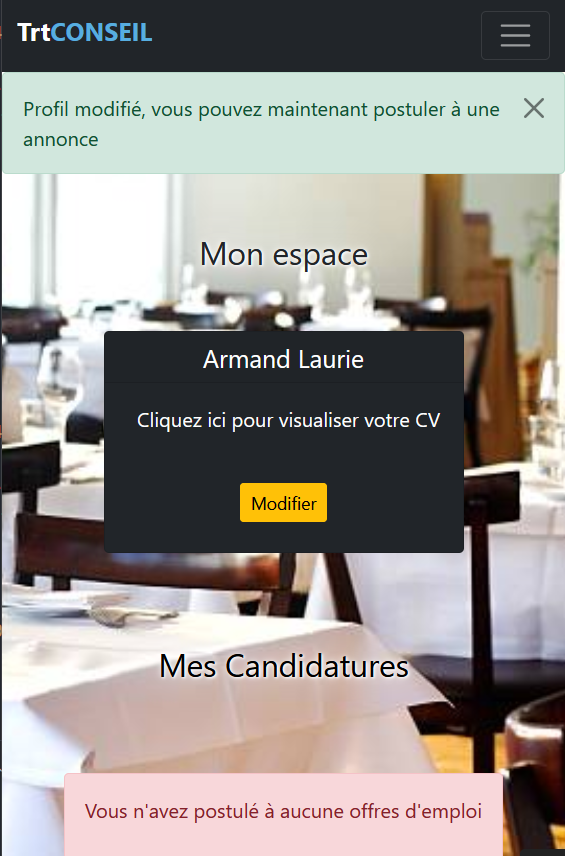 TrtCONSEIL
Profil modifié, vous pouvez maintenant postuler à une
annonce
Mon espace
Armand Laurie
Cliquez ici pour visualiser votre CV
Modifier
Mes Candidatures
Vous n'avez postulé à aucune offres d'emploi